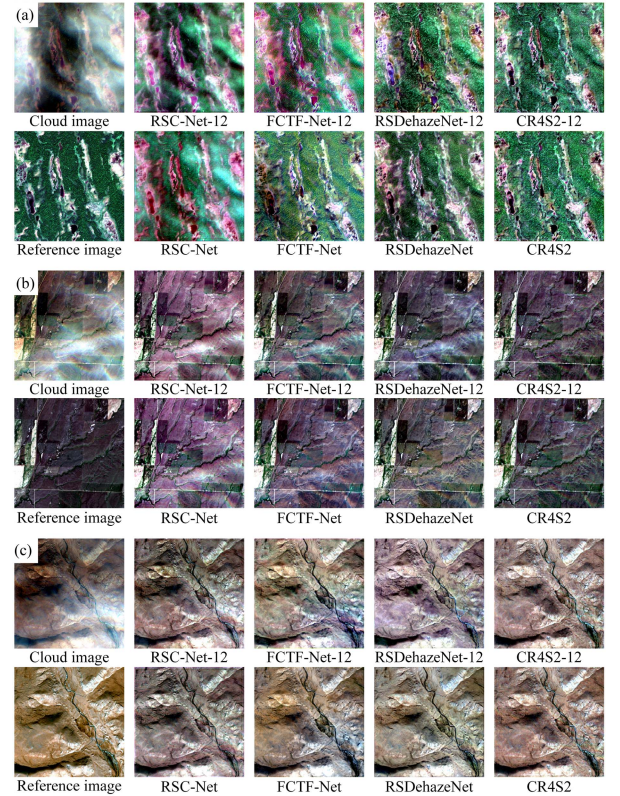 (a)
Cloud image RSC-Net-12 FCTF-Net-12 RSDehazeNet-12 CR4S2-12
Reference image RSC-Net FCTF-Net RSDehazeNet CR4S2
(b)
Cloud image RSC-Net-12 FCTF-Net-12 RSDehazeNet-12 CR4S2-12
Reference image RSC-Net FCTF-Net RSDehazeNet CR4S2
(c)
Cloud image RSC-Net-12 FCTF-Net-12 RSDehazeNet-12 CR4S2-12
Reference image RSC-Net FCTF-Net RSDehazeNet CR4S2